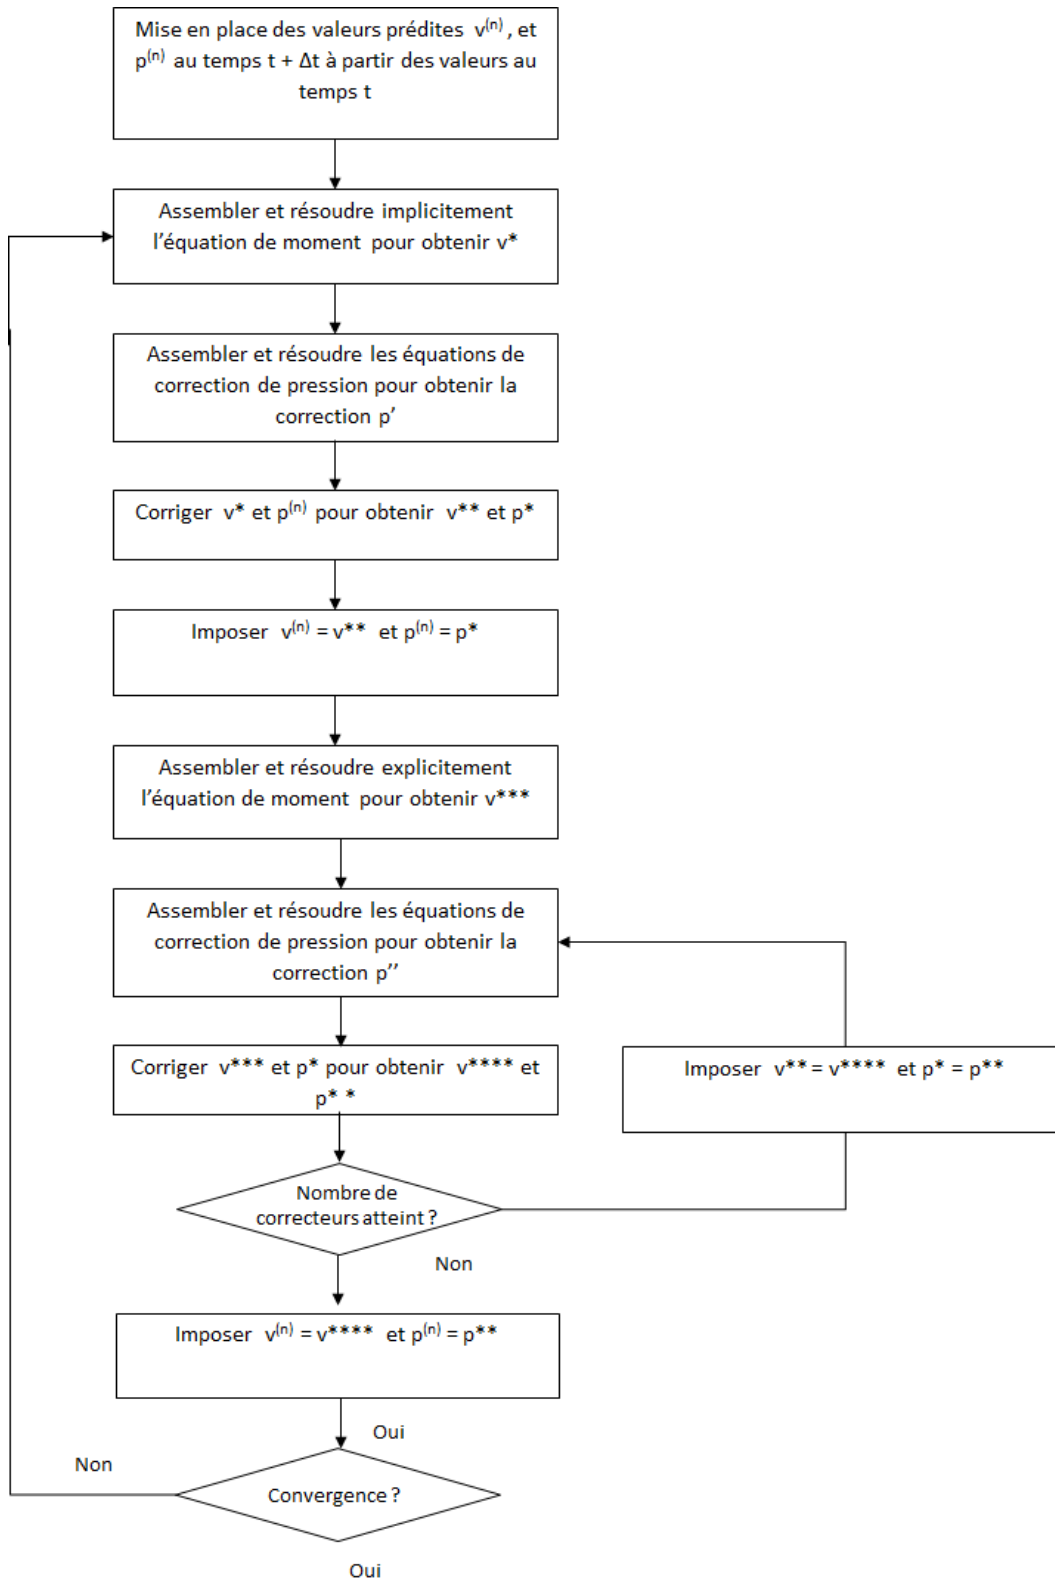 Mise en place des valeurs prédites v⁽ⁿ⁾, et
p⁽ⁿ⁾ au temps t + Δt à partir des valeurs au
temps t
Assembler et résoudre implicitement
l’équation de moment pour obtenir v*
Assembler et résoudre les équations de
correction de pression pour obtenir la
correction p’
Corriger v* et p⁽ⁿ⁾ pour obtenir v** et p*
Imposer v⁽ⁿ⁾ = v** et p⁽ⁿ⁾ = p*
Assembler et résoudre explicitement
l’équation de moment pour obtenir v***
Assembler et résoudre les équations de
correction de pression pour obtenir la
correction p’’
Corriger v*** et p* pour obtenir v**** et
p* *
Imposer v** = v**** et p* = p**
Nombre de
correcteurs atteint ?
Non
Imposer v⁽ⁿ⁾ = v**** et p⁽ⁿ⁾ = p**
Oui
Non
Convergence ?
Oui